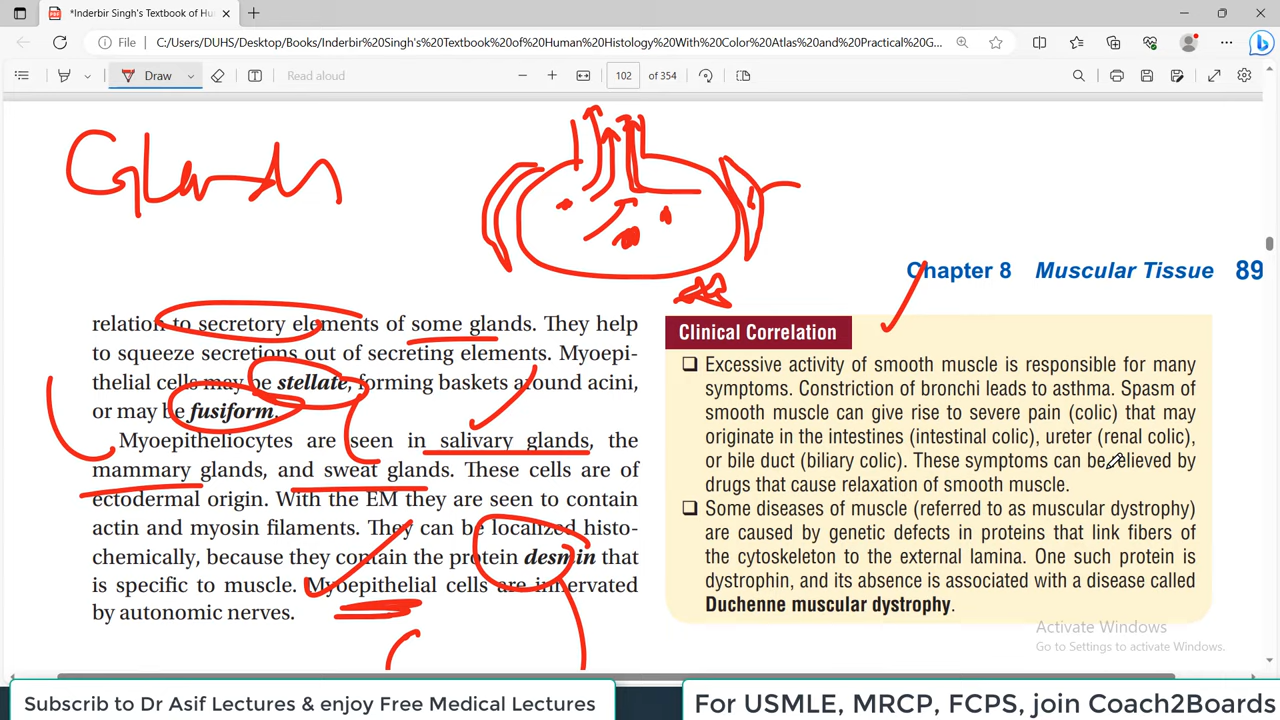 *Inderbir Singh's Textbook of Hu
File
C:/Users/DUHS/Desktop/Books/Inderbir%20Singh's%20Textbook%20of%20Human%20Histology%20With%20Color%20Atlas%20and%20Practical%20G...
Draw
Read aloud
102 of 354
89
Glands
Chapter 8 Muscular Tissue 89
relation to secretory elements of some glands. They help
to squeeze secretions out of secreting elements. Myoepi-
thelial cells may be stellate, forming baskets around acini,
or may be fusiform.
Myoepitheliocytes are seen in salivary glands, the
mammary glands, and sweat glands. These cells are of
ectodermal origin. With the EM they are seen to contain
actin and myosin filaments. They can be localized histo-
chemically, because they contain the protein desmin that
is specific to muscle. Myoepithelial cells are innervated
by autonomic nerves.
Clinical Correlation
Excessive activity of smooth muscle is responsible for many
symptoms. Constriction of bronchi leads to asthma. Spasm of
smooth muscle can give rise to severe pain (colic) that may
originate in the intestines (intestinal colic), ureter (renal colic),
or bile duct (biliary colic). These symptoms can be relieved by
drugs that cause relaxation of smooth muscle.
Some diseases of muscle (referred to as muscular dystrophy)
are caused by genetic defects in proteins that link fibers of
the cytoskeleton to the external lamina. One such protein is
dystrophin, and its absence is associated with a disease called
Duchenne muscular dystrophy.
Activate Windows
Go to Settings to activate Windows.
Subscrib to Dr Asif Lectures & enjoy Free Medical Lectures
For USMLE, MRCP, FCPS, join Coach2Boards